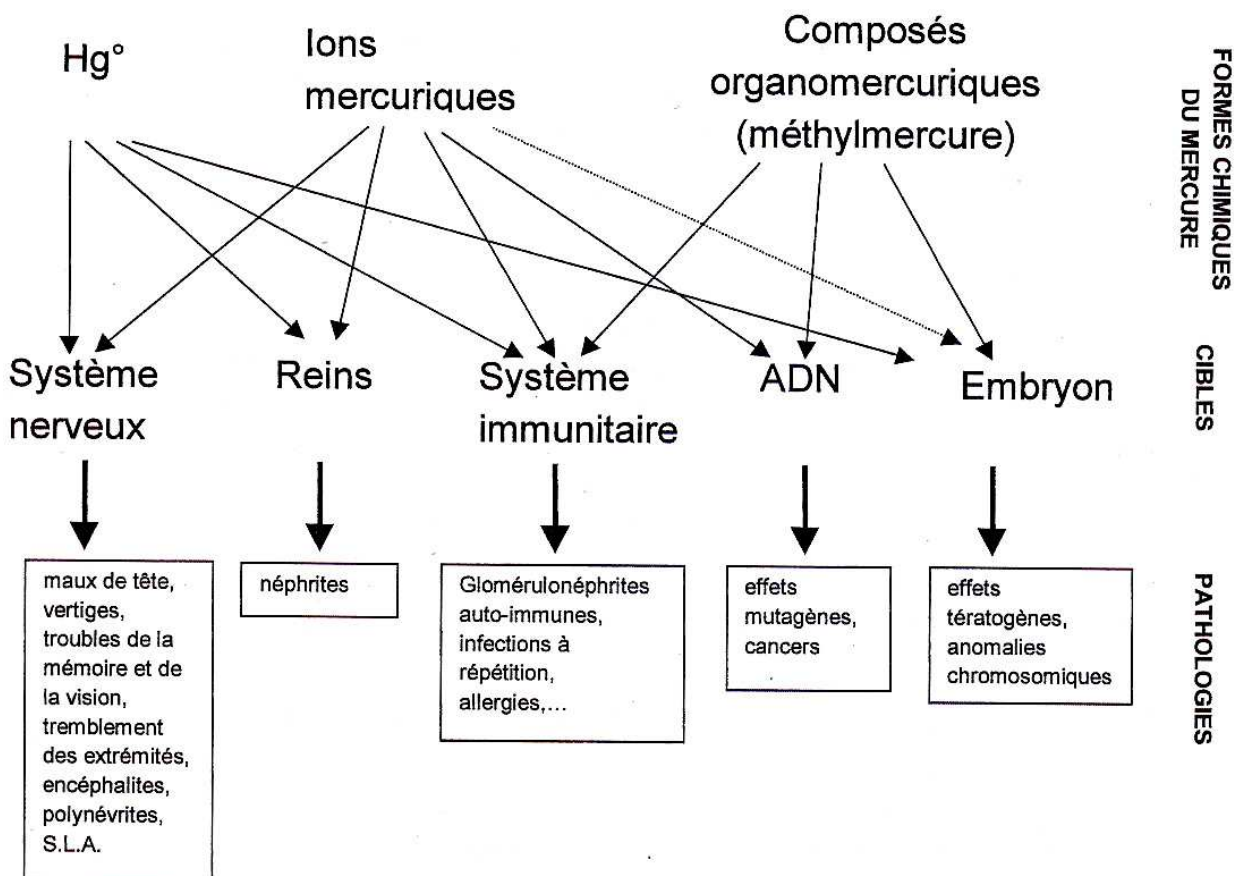 Hg°
Ions
mercuriques
Composés
organomercuriques
(méthylmercure)
FORMES CHIMIQUES
DU MERCURE
Système
nerveux
Reins
Système
immunitaire
ADN
Embryon
CIBLES
maux de tête,
vertiges,
troubles de la
mémoire et de
la vision,
tremblement
des extrémités,
encéphalites,
polynévrites,
S.L.A.
néphrites
Glomérulonéphrites
auto-immunes,
infections à
répétition,
allergies,...
effets
mutagènes,
cancers
effets
tératogènes,
anomalies
chromosomiques
PATHOLOGIES